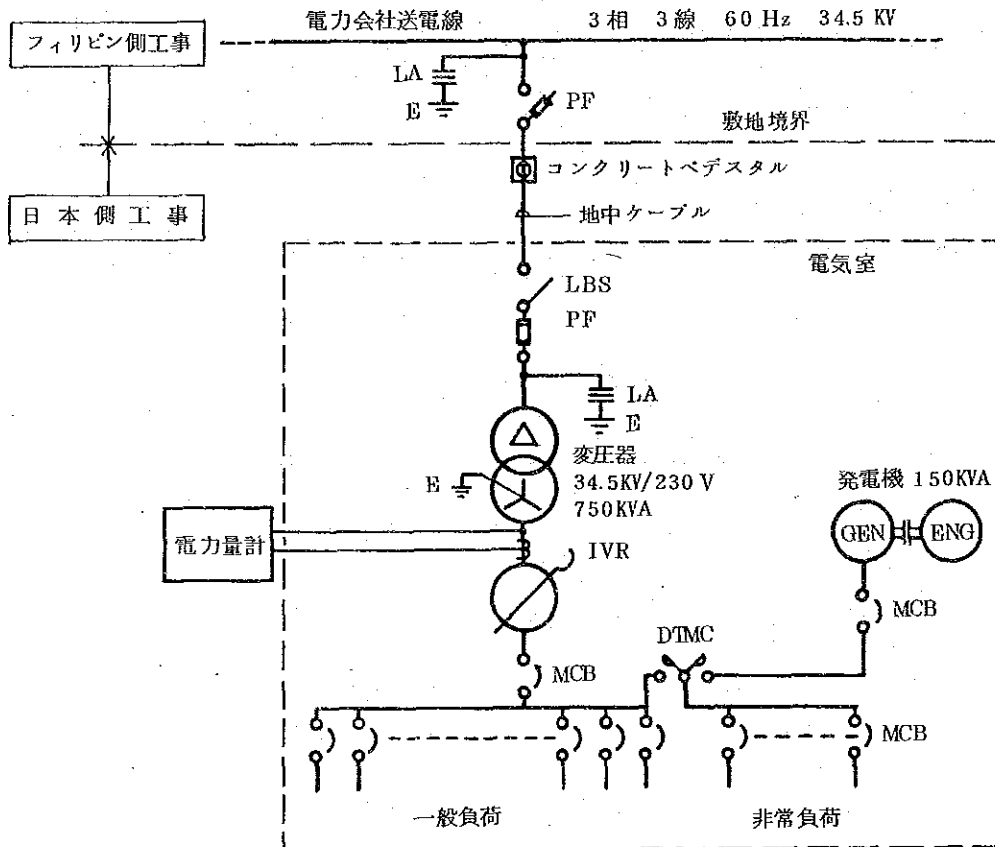 電力会社送電線 3相 3線 60 Hz 34.5 KV
フィリピン側工事
LA
E
PF
敷地境界
コンクリートペデスタル
日本側工事
地中ケーブル
電気室
LBS
PF
LA
E
変圧器
34.5KV/230 V
750KVA
E
発電機 150KVA
GEN
ENG
電力量計
IVR
MCB
DTMC
MCB
MCB
一般負荷
非常負荷